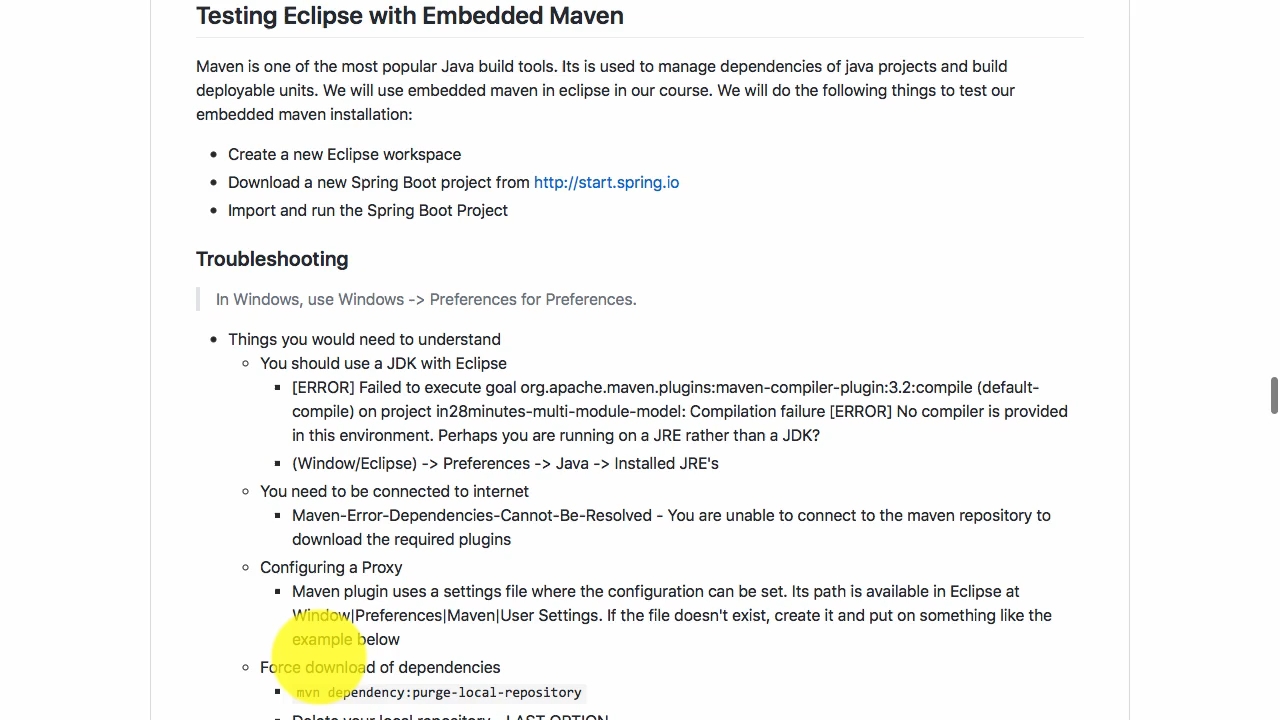 Testing Eclipse with Embedded Maven
Maven is one of the most popular Java build tools. Its is used to manage dependencies of java projects and build
deployable units. We will use embedded maven in eclipse in our course. We will do the following things to test our
embedded maven installation:
Create a new Eclipse workspace
Download a new Spring Boot project from http://start.spring.io
Import and run the Spring Boot Project
Troubleshooting
In Windows, use Windows -> Preferences for Preferences.
Things you would need to understand
You should use a JDK with Eclipse
[ERROR] Failed to execute goal org.apache.maven.plugins:maven-compiler-plugin:3.2:compile (default-
compile) on project in28minutes-multi-module-model: Compilation failure [ERROR] No compiler is provided
in this environment. Perhaps you are running on a JRE rather than a JDK?
(Window/Eclipse) -> Preferences -> Java -> Installed JRE's
You need to be connected to internet
Maven-Error-Dependencies-Cannot-Be-Resolved - You are unable to connect to the maven repository to
download the required plugins
Configuring a Proxy
Maven plugin uses a settings file where the configuration can be set. Its path is available in Eclipse at
Window|Preferences|Maven|User Settings. If the file doesn't exist, create it and put on something like the
example below
Force download of dependencies
mvn dependency:purge-local-repository
Delete your local repository - LAST OPTION